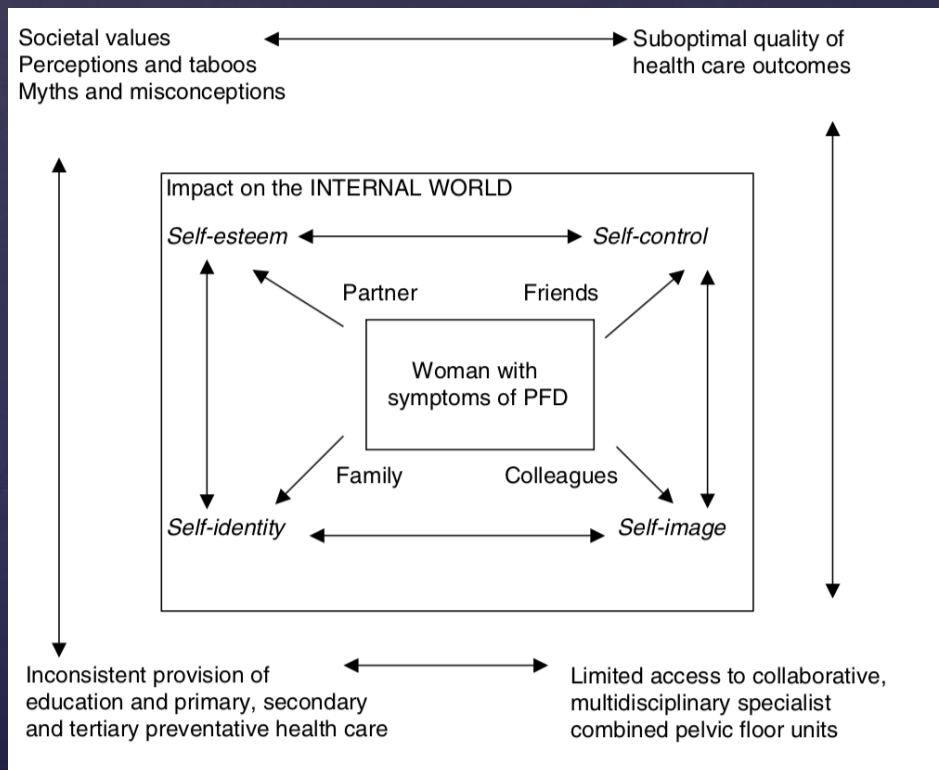 Societal values
Perceptions and taboos
Myths and misconceptions
Suboptimal quality of
health care outcomes
Impact on the INTERNAL WORLD
Self-esteem
Self-control
Partner
Friends
Woman with
symptoms of PFD
Family
Colleagues
Self-identity
Self-image
Inconsistent provision of
education and primary, secondary
and tertiary preventative health care
Limited access to collaborative,
multidisciplinary specialist
combined pelvic floor units